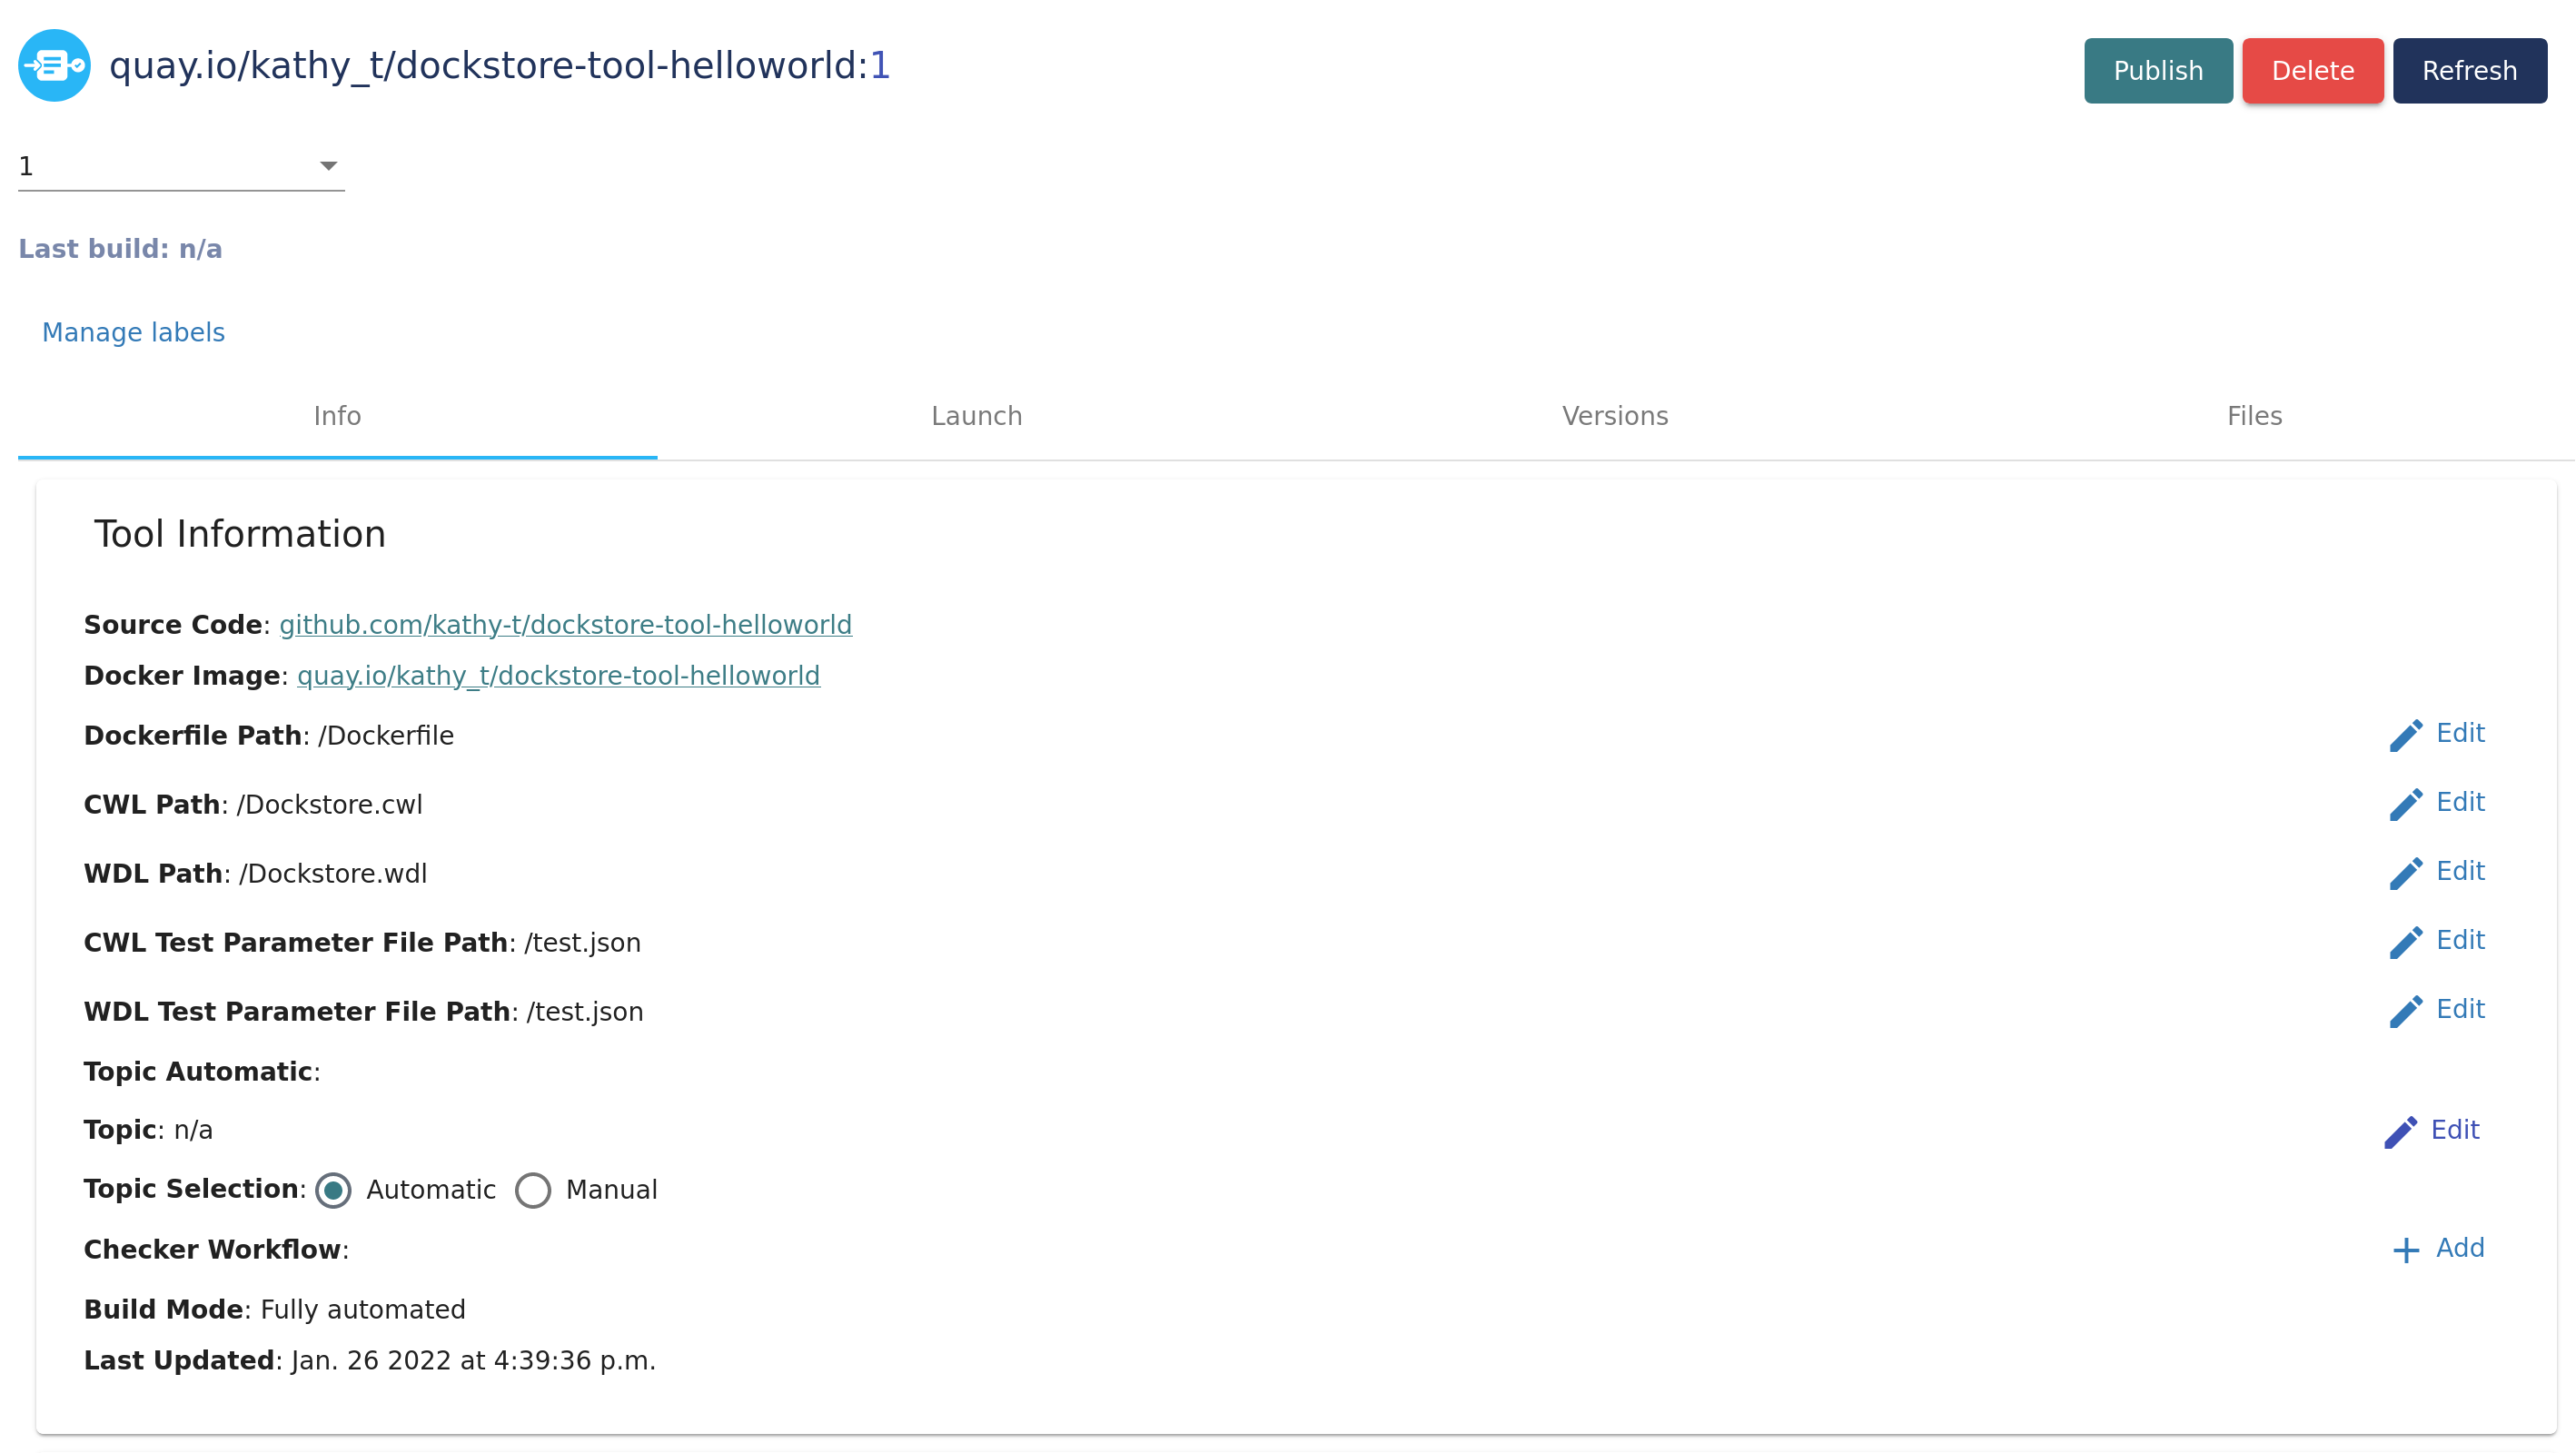 quay.io/kathy_t/dockstore-tool-helloworld:1
Publish Delete Refresh
1
Last build: n/a
Manage labels
Info Launch Versions Files
Tool Information
Source Code: github.com/kathy-t/dockstore-tool-helloworld
Docker Image: quay.io/kathy_t/dockstore-tool-helloworld
Dockerfile Path: /Dockerfile Edit
CWL Path: /Dockstore.cwl Edit
WDL Path: /Dockstore.wdl Edit
CWL Test Parameter File Path: /test.json Edit
WDL Test Parameter File Path: /test.json Edit
Topic Automatic:
Topic: n/a Edit
Topic Selection: Automatic Manual
Checker Workflow: Add
Build Mode: Fully automated
Last Updated: Jan. 26 2022 at 4:39:36 p.m.